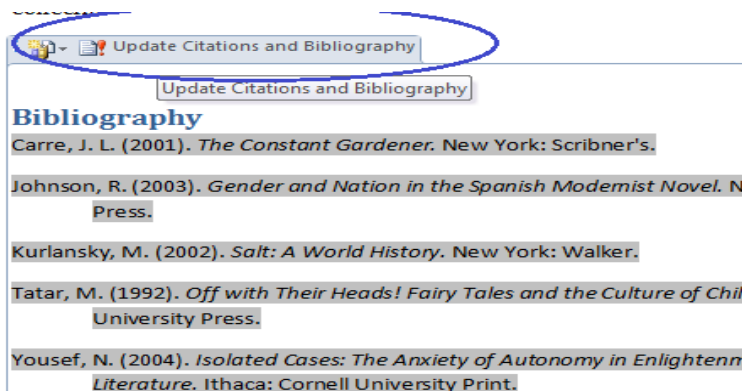 Update Citations and Bibliography
Update Citations and Bibliography
Bibliography
Carre, J. L. (2001). The Constant Gardener. New York: Scribner's.
Johnson, R. (2003). Gender and Nation in the Spanish Modernist Novel. N
Press.
Kurlansky, M. (2002). Salt: A World History. New York: Walker.
Tatar, M. (1992). Off with Their Heads! Fairy Tales and the Culture of Chil
University Press.
Yousef, N. (2004). Isolated Cases: The Anxiety of Autonomy in Enlightenm
Literature. Ithaca: Cornell University Print.